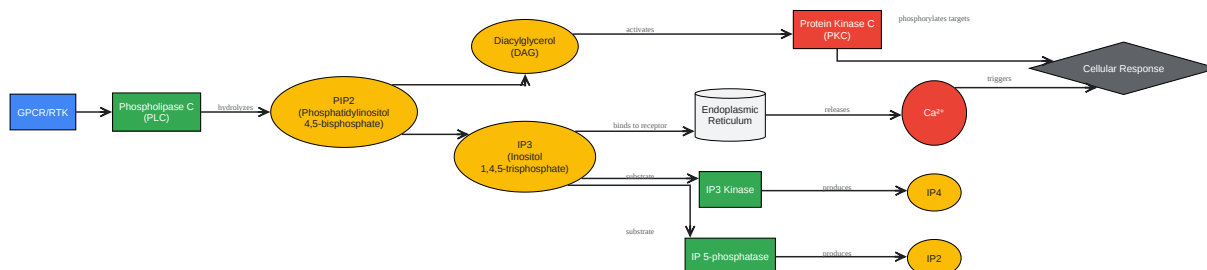 GPCR/RTK
Phospholipase C
(PLC)
hydrolyzes
PIP2
(Phosphatidylinositol
4,5-bisphosphate)
Diacylglycerol
(DAG)
activates
Protein Kinase C
(PKC)
phosphorylates targets
Cellular Response
IP3
(Inositol
1,4,5-trisphosphate)
binds to receptor
Endoplasmic
Reticulum
releases
Ca²⁺
triggers
substrate
IP3 Kinase
produces
IP4
substrate
IP 5-phosphatase
produces
IP2